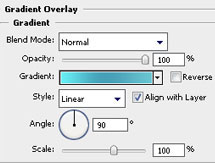 Gradient Overlay
Gradient
Blend Mode: Normal
Opacity: 100 %
Gradient: Reverse
Style: Linear Align with Layer
Angle: 90 °
Scale: 100 %